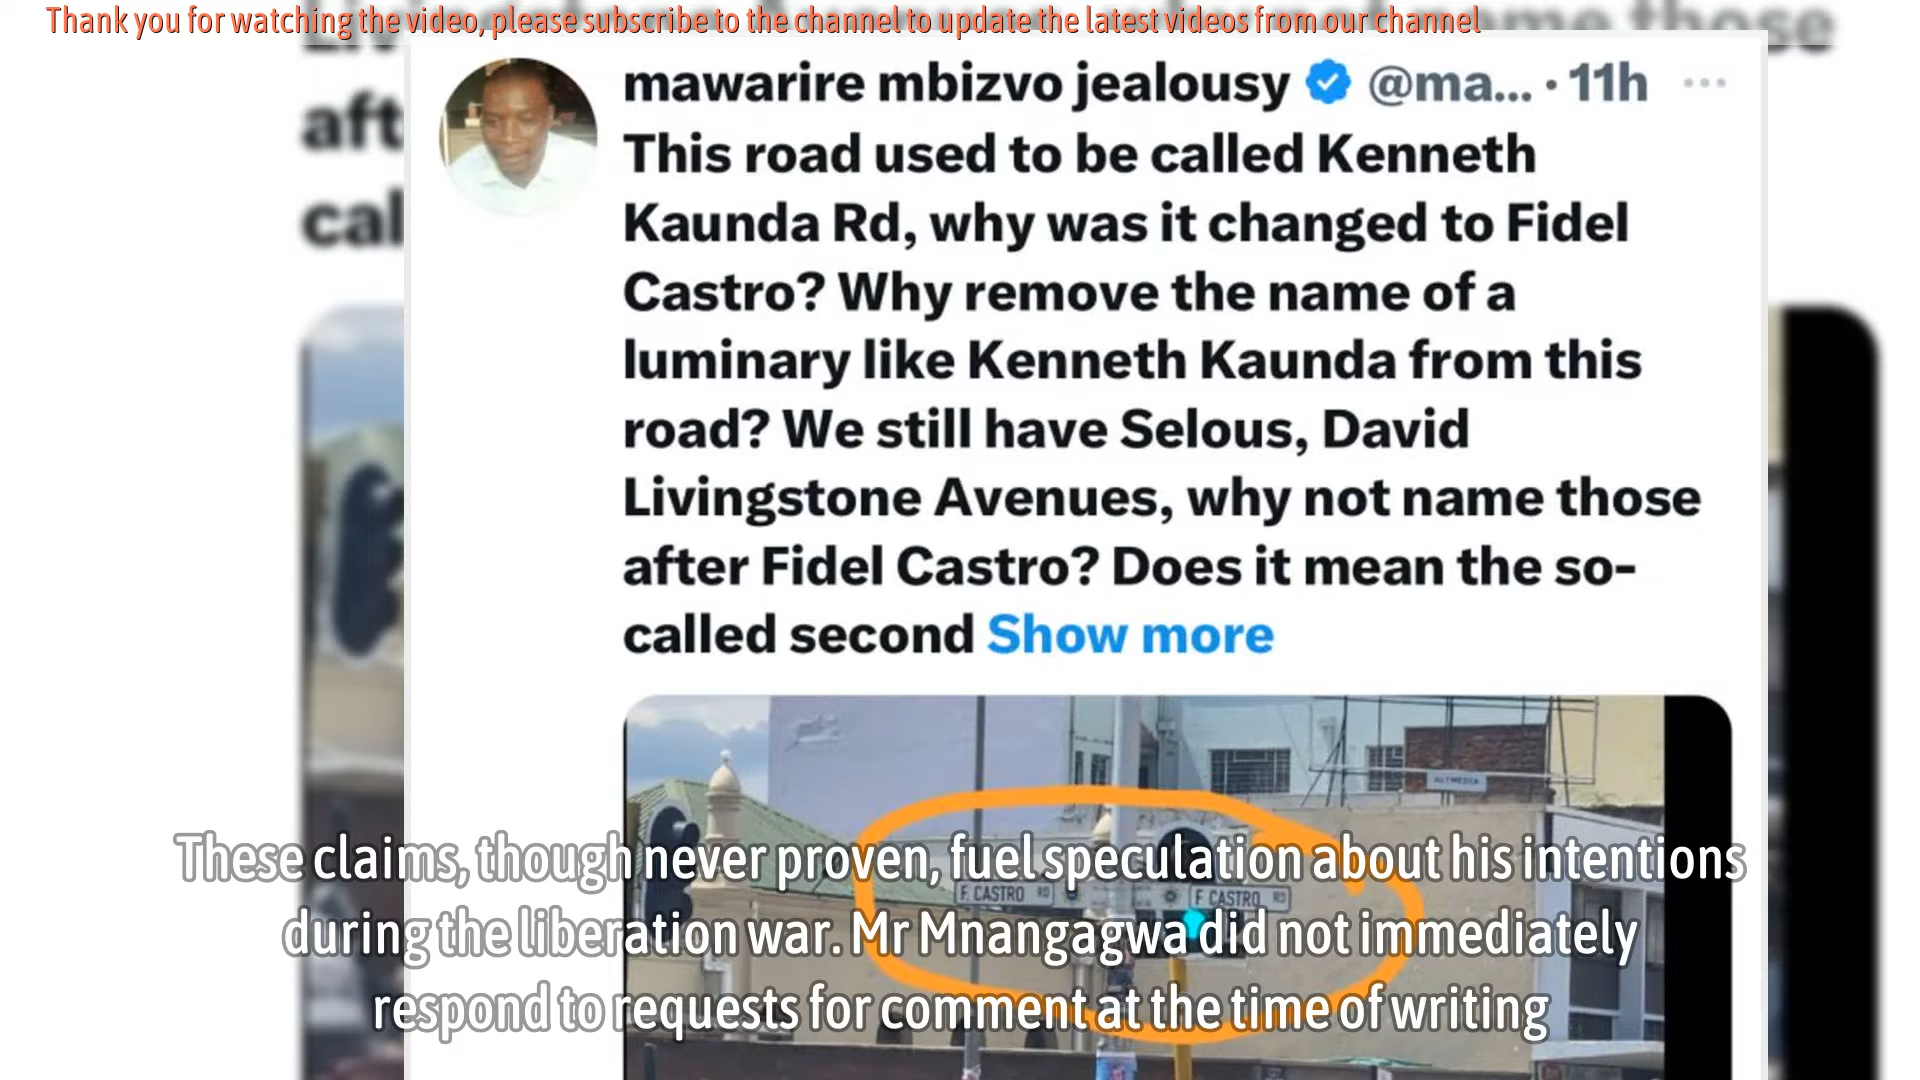 Thank you for watching the video, please subscribe to the channel to update the latest videos from our channel
mawarire mbizvo jealousy @ma... · 11h
This road used to be called Kenneth
Kaunda Rd, why was it changed to Fidel
Castro? Why remove the name of a
luminary like Kenneth Kaunda from this
road? We still have Selous, David
Livingstone Avenues, why not name those
after Fidel Castro? Does it mean the so-
called second Show more
ALTMEDIA
F. CASTRO RD
F CASTRO RD
These claims, though never proven, fuel speculation about his intentions
during the liberation war. Mr Mnangagwa did not immediately
respond to requests for comment at the time of writing